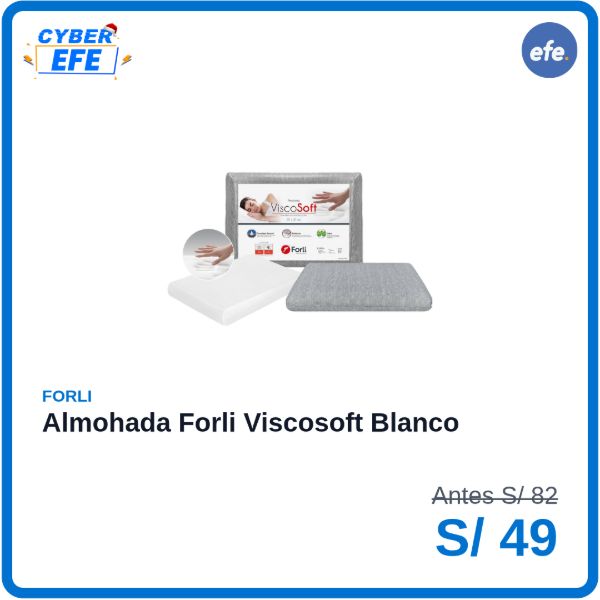 CYBER
EFE
efe.
ViscoSoft
Forli
FORLI
Almohada Forli Viscosoft Blanco
Antes S/ 82
S/ 49